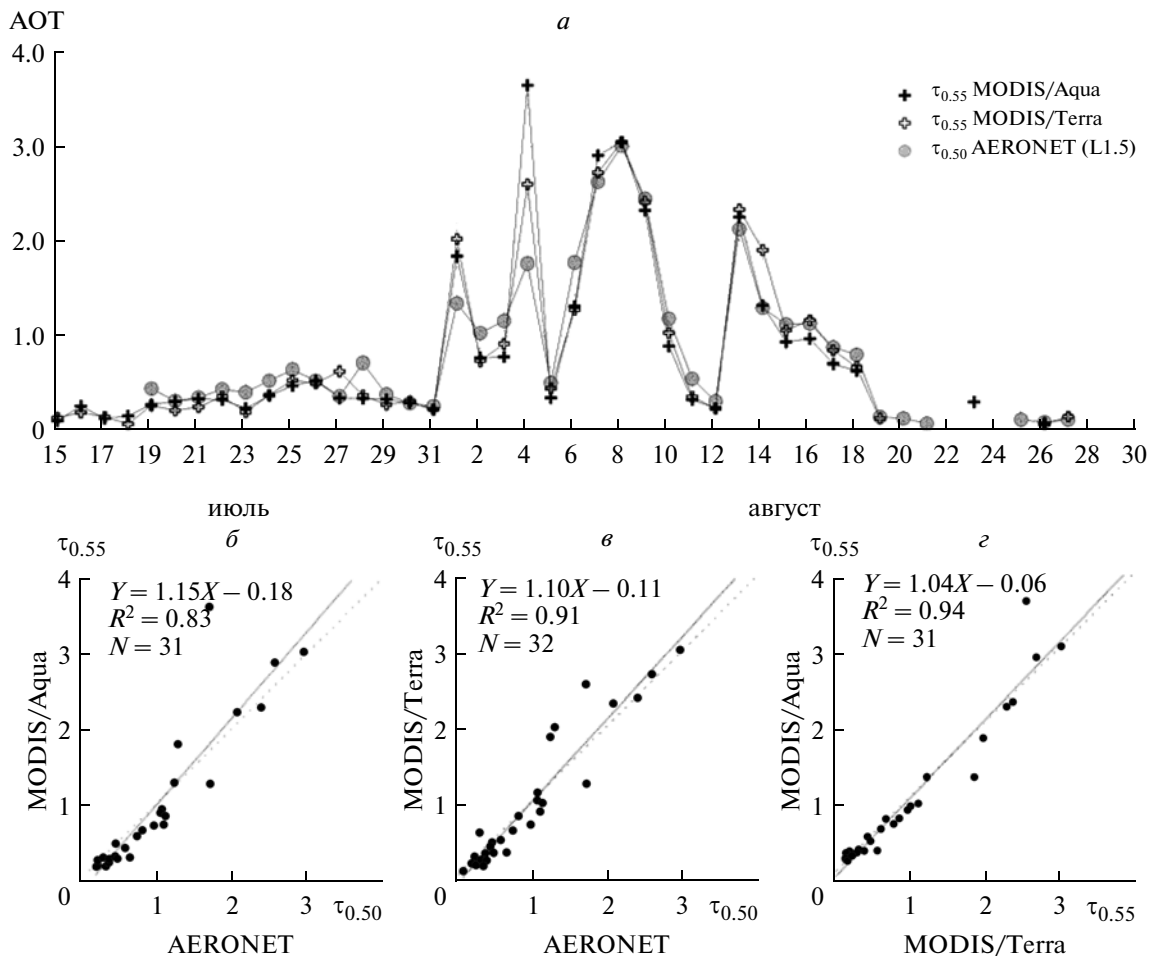 AOT
а
4.0
3.0
2.0
1.0
0
τ0.55 MODIS/Aqua
τ0.55 MODIS/Terra
τ0.50 AERONET (L1.5)
15 17 19 21 23 25 27 29 31 2 4 6 8 10 12 14 16 18 20 22 24 26 28 30
июль
август
б
τ0.55
4
3
2
1
0
Y = 1.15X − 0.18
R² = 0.83
N = 31
MODIS/Aqua
1 2 3 τ0.50
AERONET
в
τ0.55
4
3
2
1
0
Y = 1.10X − 0.11
R² = 0.91
N = 32
MODIS/Terra
1 2 3 τ0.50
AERONET
г
τ0.55
4
3
2
1
0
Y = 1.04X − 0.06
R² = 0.94
N = 31
MODIS/Aqua
1 2 3 τ0.55
MODIS/Terra